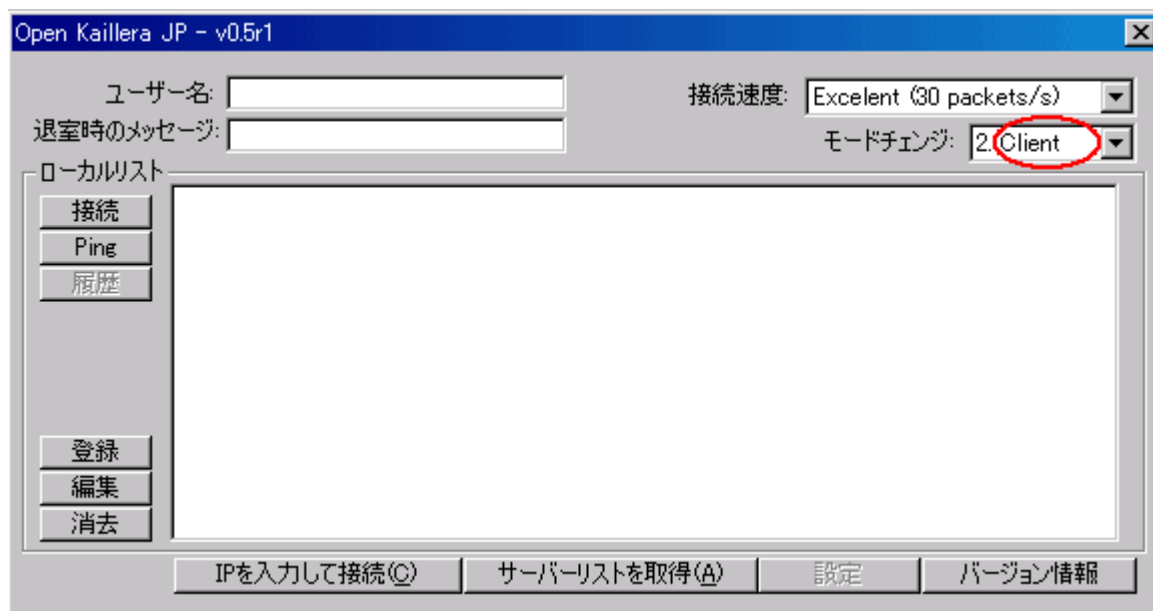 Open Kaillera JP - v0.5r1
ユーザー名:
接続速度: Excelent (30 packets/s)
退室時のメッセージ:
モードチェンジ: 2. Client
ローカルリスト
接続
Ping
履歴
登録
編集
消去
IPを入力して接続(C) サーバーリストを取得(A) 設定 バージョン情報